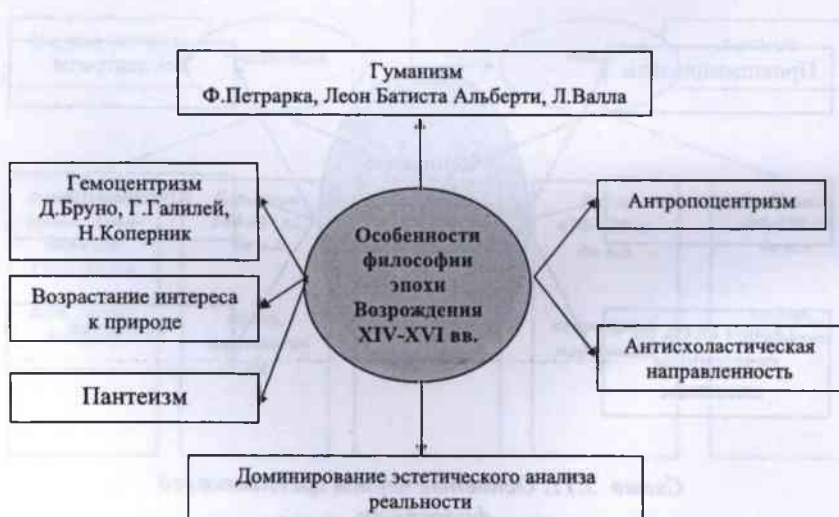 Гуманизм
Ф.Петрарка, Леон Батиста Альберти, Л.Валла
Гемоцентризм
Д.Бруно, Г.Галилей,
Н.Коперник
Возрастание интереса
к природе
Пантеизм
Особенности
философии
эпохи
Возрождения
XIV-XVI вв.
Антропоцентризм
Антисхоластическая
направленность
Доминирование эстетического анализа
реальности